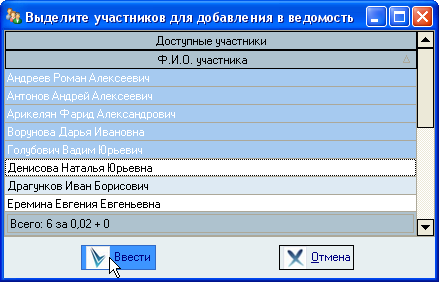 Выделите участников для добавления в ведомость
Доступные участники
Ф.И.О. участника
Андреев Роман Алексеевич
Антонов Андрей Алексеевич
Арикелян Фарид Александрович
Ворунова Дарья Ивановна
Голубович Вадим Юрьевич
Денисова Наталья Юрьевна
Драгунков Иван Борисович
Еремина Евгения Евгеньевна
Всего: 6 за 0,02 + 0
Ввести
Отмена